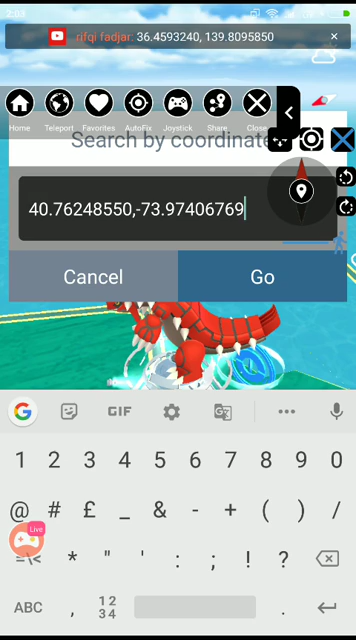 2:03
rifqi fadjar: 36.4593240, 139.8095850 ×
Home Teleport Favorites AutoFix Joystick Share Close
Search by coordinate
40.76248550,-73.97406769
Cancel Go
GIF
1 2 3 4 5 6 7 8 9 0
@ # £ _ & - + ( ) /
Live
=\< * " ' : ; ! ?
ABC , 12 34 .